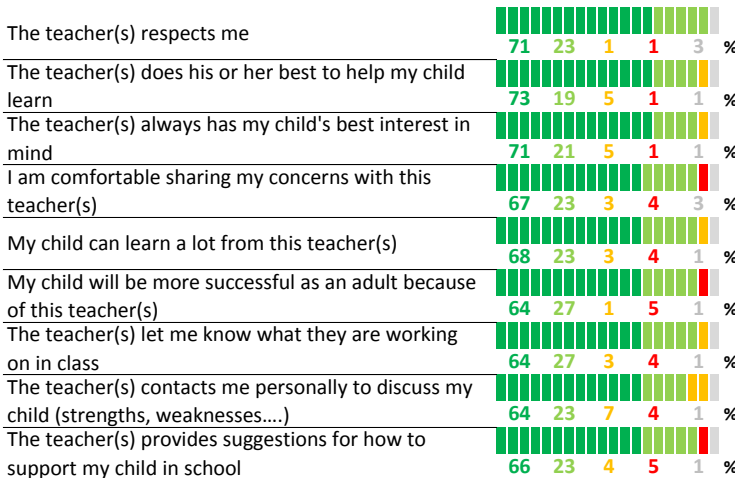 The teacher(s) respects me
71 23 1 1 3 %
The teacher(s) does his or her best to help my child
learn
73 19 5 1 1 %
The teacher(s) always has my child's best interest in
mind
71 21 5 1 1 %
I am comfortable sharing my concerns with this
teacher(s)
67 23 3 4 3 %
My child can learn a lot from this teacher(s)
68 23 3 4 1 %
My child will be more successful as an adult because
of this teacher(s)
64 27 1 5 1 %
The teacher(s) let me know what they are working
on in class
64 27 3 4 1 %
The teacher(s) contacts me personally to discuss my
child (strengths, weaknesses....)
64 23 7 4 1 %
The teacher(s) provides suggestions for how to
support my child in school
66 23 4 5 1 %